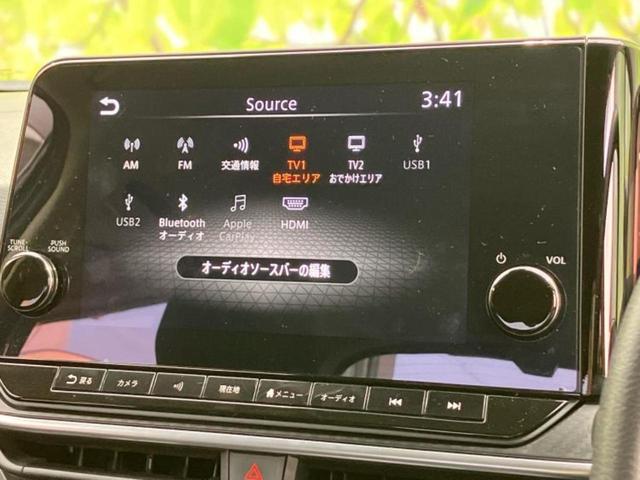 Source
3:41
AM
FM
交通情報
TV1
自宅エリア
TV2
おでかけエリア
USB1
USB2
Bluetooth
オーディオ
Apple
CarPlay
HDMI
オーディオソースバーの編集
TUNE·
SCROLL
PUSH
SOUND
VOL
戻る
カメラ
現在地
メニュー
オーディオ